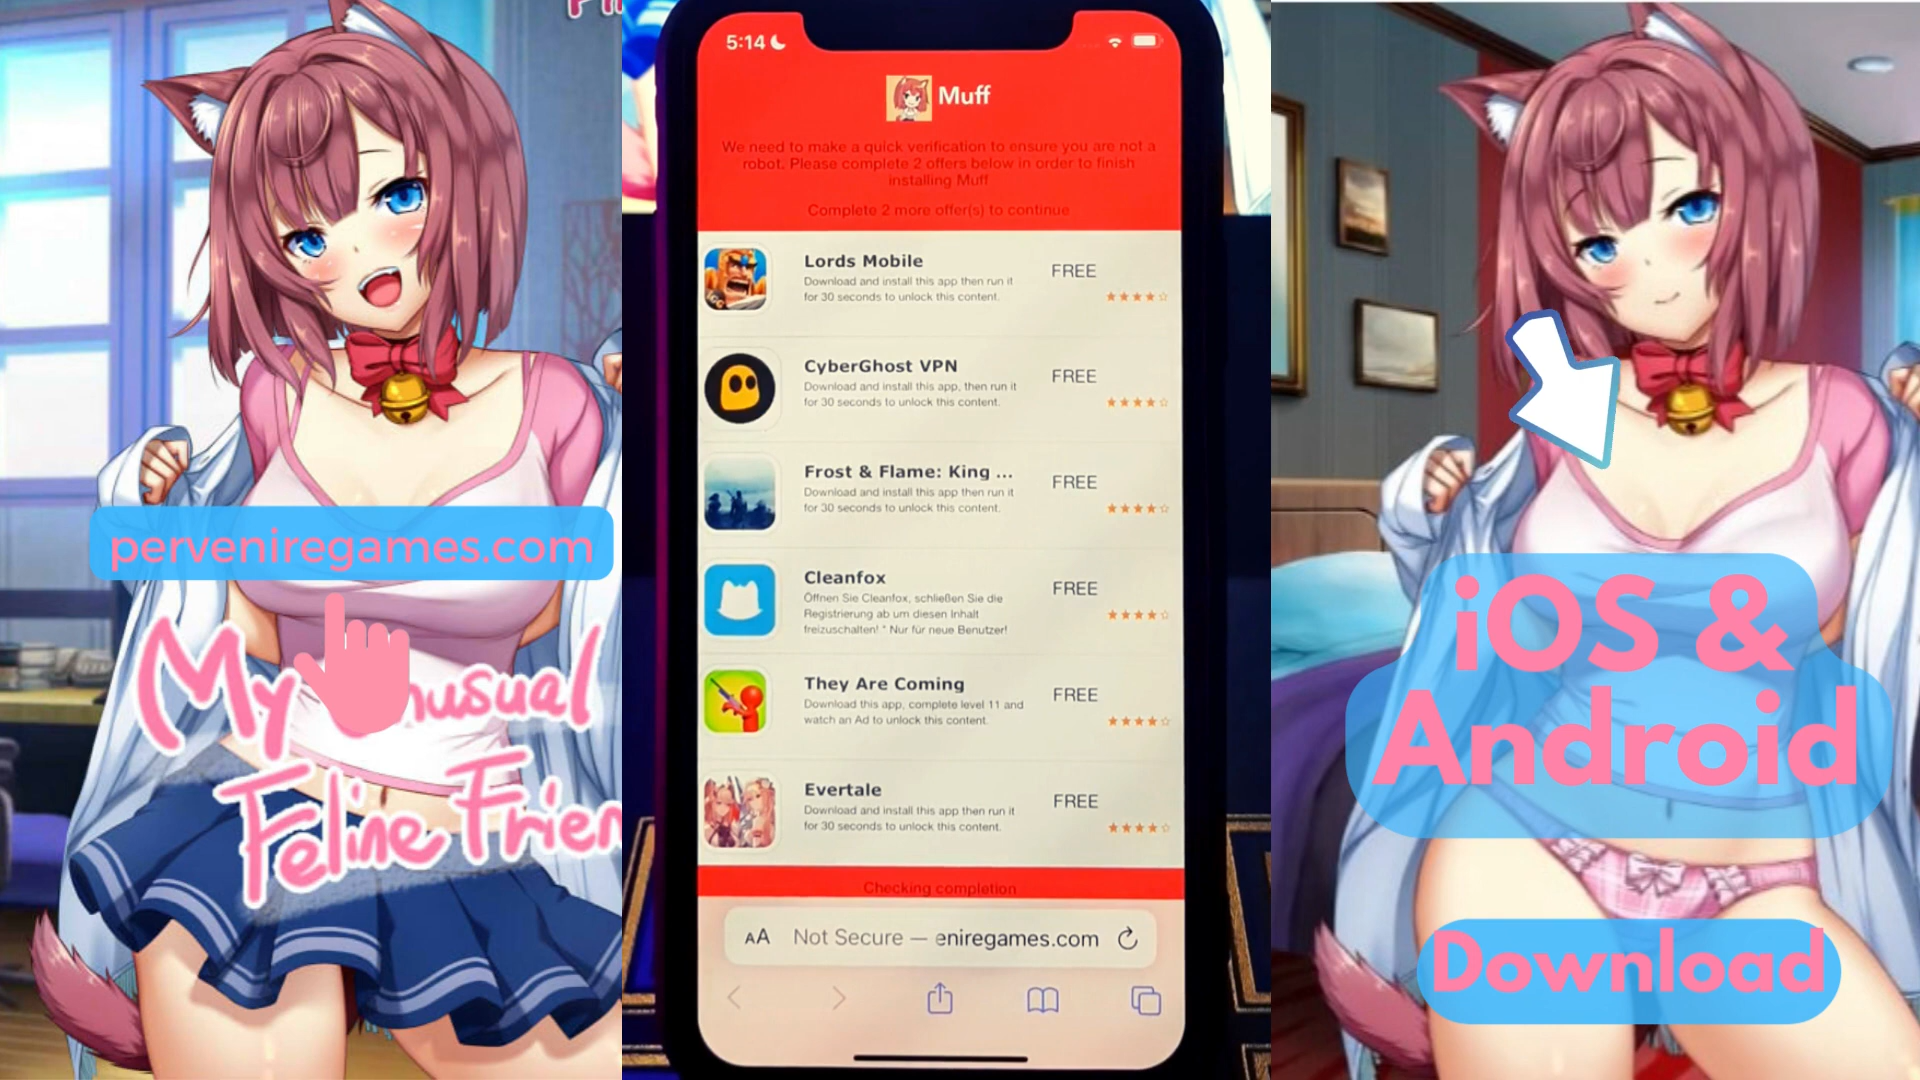 perveniregames.com
My nusual
Feline Frien
5:14
Muff
We need to make a quick verification to ensure you are not a
robot. Please complete 2 offers below in order to finish
installing Muff
Complete 2 more offer(s) to continue
Lords Mobile
FREE
Download and install this app then run it
for 30 seconds to unlock this content.
CyberGhost VPN
FREE
Download and install this app, then run it
for 30 seconds to unlock this content.
Frost & Flame: King ...
FREE
Download and install this app then run it
for 30 seconds to unlock this content.
Cleanfox
FREE
Öffnen Sie Cleanfox, schließen Sie die
Registrierung ab um diesen Inhalt
freizuschalten! * Nur für neue Benutzer!
They Are Coming
FREE
Download this app, complete level 11 and
watch an Ad to unlock this content.
Evertale
FREE
Download and install this app then run it
for 30 seconds to unlock this content.
Checking completion
AA Not Secure — eniregames.com
iOS &
Android
Download